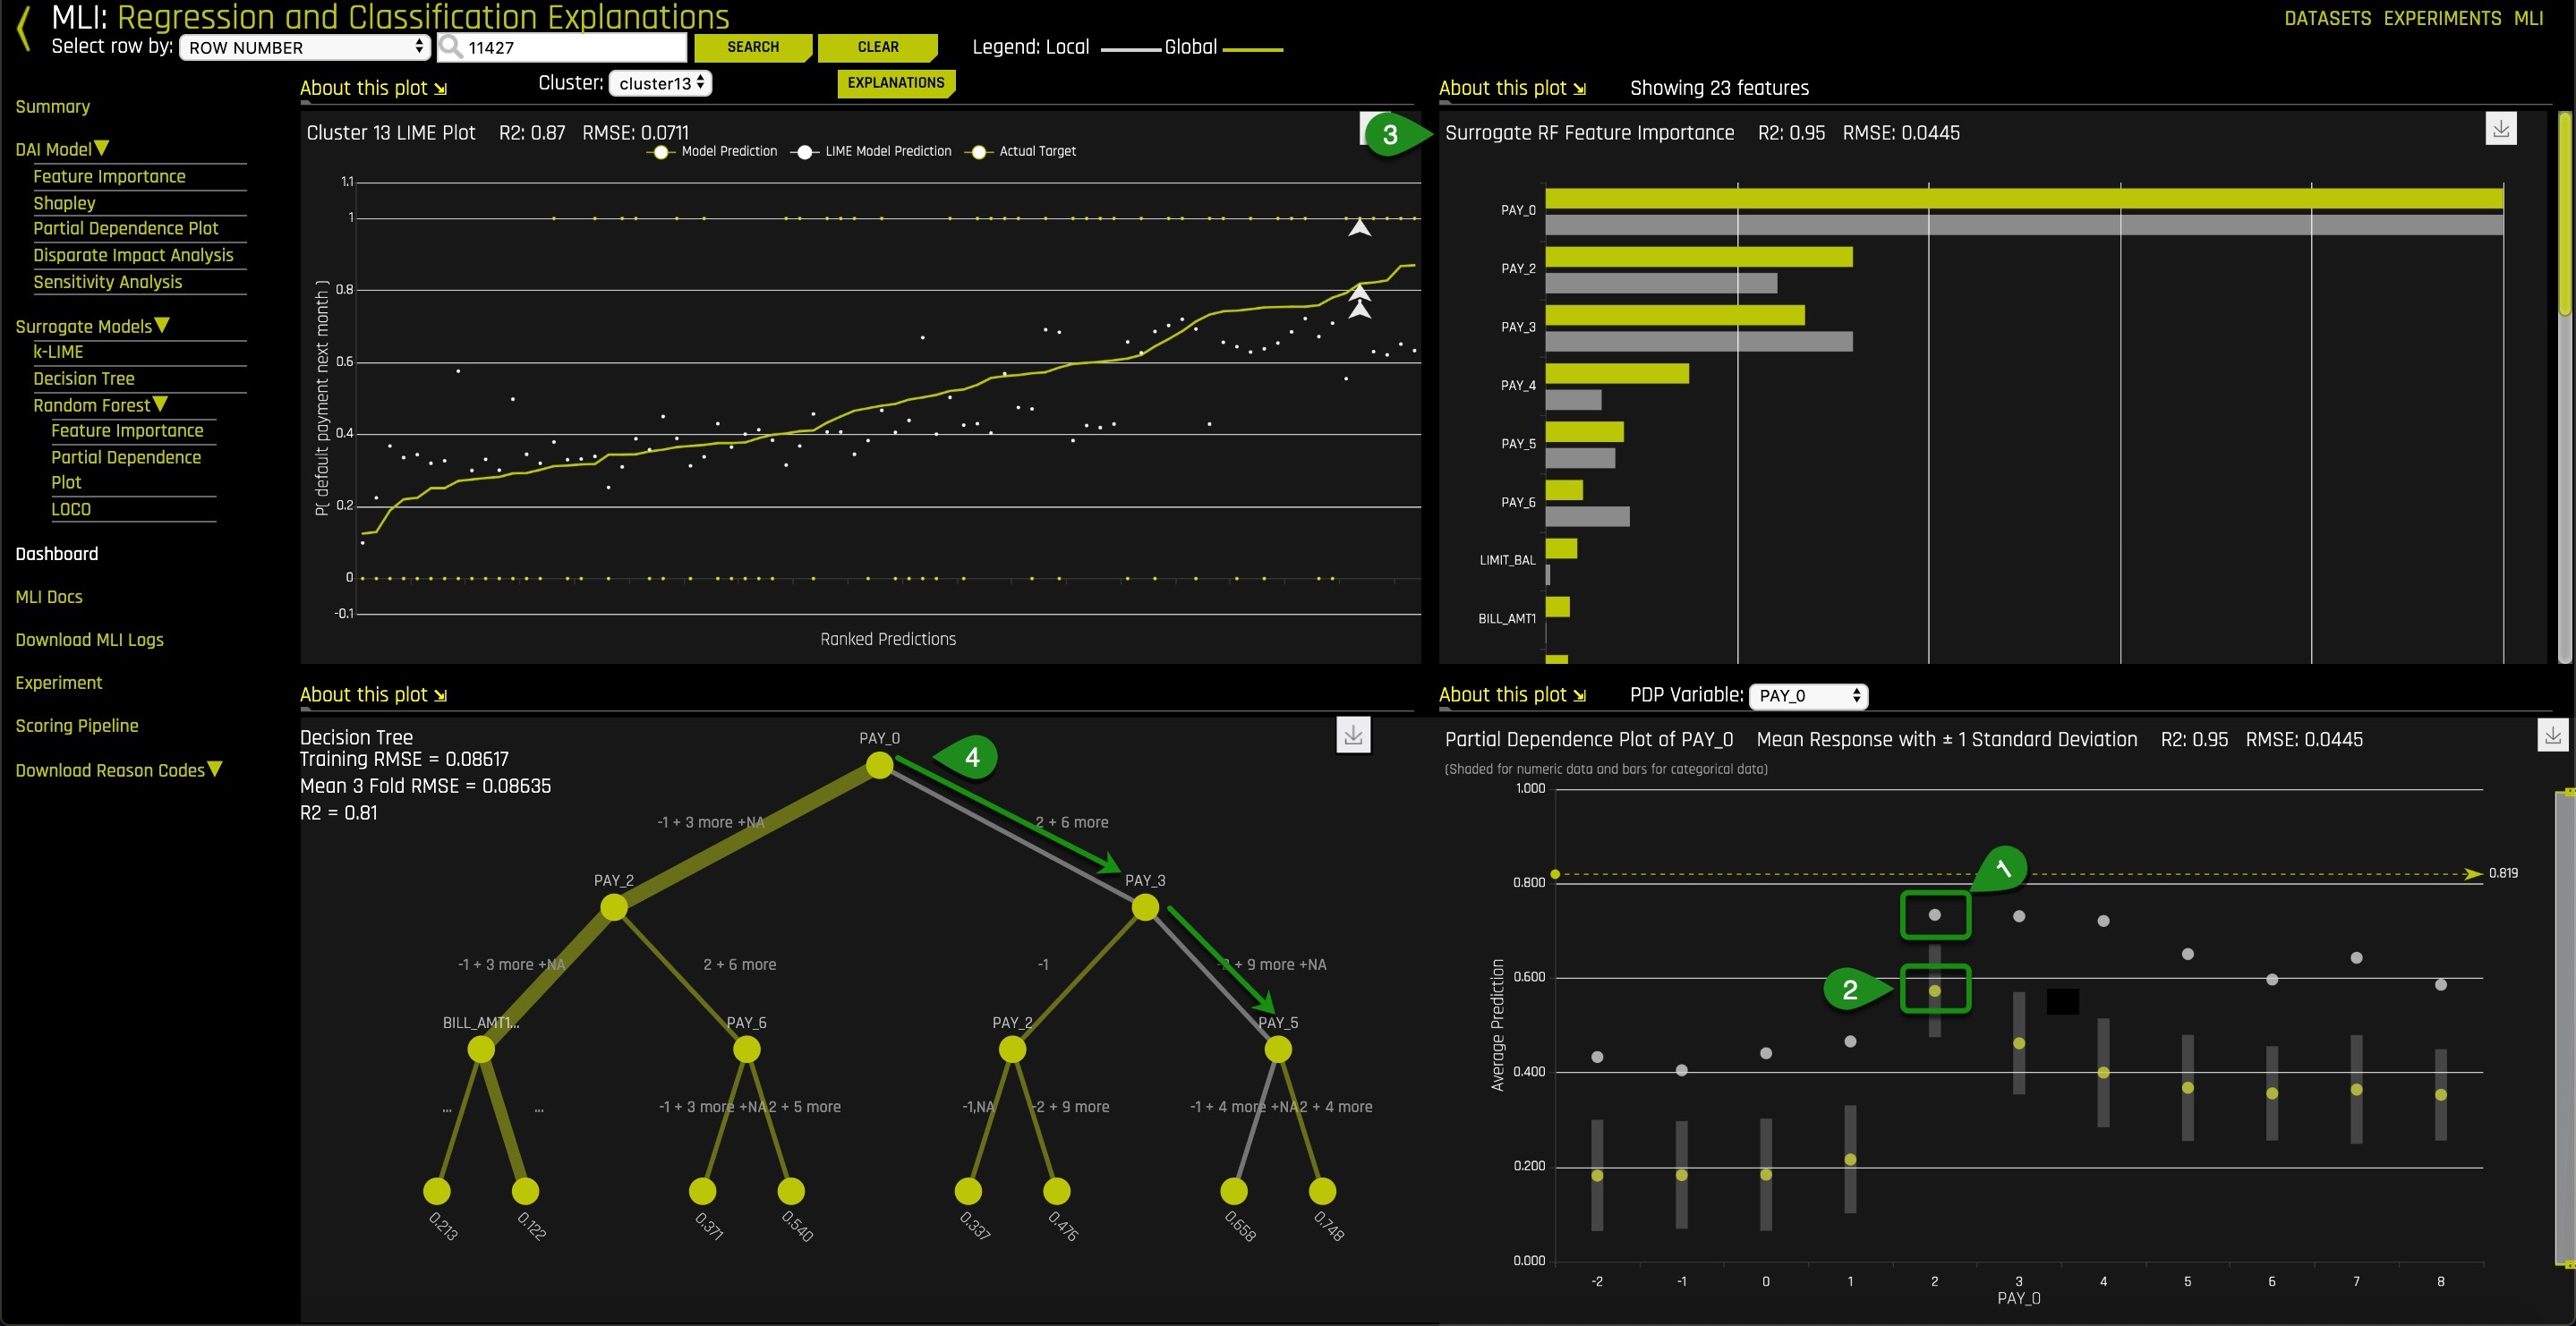 MLI: Regression and Classification Explanations
DATASETS EXPERIMENTS MLI
Select row by: ROW NUMBER 11427 SEARCH CLEAR Legend: Local Global
Summary
DAI Model
Feature Importance
Shapley
Partial Dependence Plot
Disparate Impact Analysis
Sensitivity Analysis
Surrogate Models
k-LIME
Decision Tree
Random Forest
Feature Importance
Partial Dependence
Plot
LOCO
Dashboard
MLI Docs
Download MLI Logs
Experiment
Scoring Pipeline
Download Reason Codes
About this plot Cluster: cluster13 EXPLANATIONS
Cluster 13 LIME Plot R2: 0.87 RMSE: 0.0711
Model Prediction LIME Model Prediction Actual Target
P( default payment next month )
1.1
1
0.8
0.6
0.4
0.2
0
-0.1
Ranked Predictions
About this plot Showing 23 features
3
Surrogate RF Feature Importance R2: 0.95 RMSE: 0.0445
PAY_0
PAY_2
PAY_3
PAY_4
PAY_5
PAY_6
LIMIT_BAL
BILL_AMT1
About this plot
Decision Tree
Training RMSE = 0.08617
Mean 3 Fold RMSE = 0.08635
R2 = 0.81
PAY_0
4
-1 + 3 more +NA 2 + 6 more
PAY_2 PAY_3
-1 + 3 more +NA 2 + 6 more -1 + 9 more +NA
BILL_AMT1... PAY_6 PAY_2 PAY_5
... ... -1 + 3 more +NA 2 + 5 more -1,NA -2 + 9 more -1 + 4 more +NA 2 + 4 more
0.213 0.122 0.371 0.540 0.337 0.476 0.658 0.748
About this plot PDP Variable: PAY_0
Partial Dependence Plot of PAY_0 Mean Response with ± 1 Standard Deviation R2: 0.95 RMSE: 0.0445
(Shaded for numeric data and bars for categorical data)
Average Prediction
1.000
0.800
0.600
0.400
0.200
0.000
0.819
1
2
-2 -1 0 1 2 3 4 5 6 7 8
PAY_0